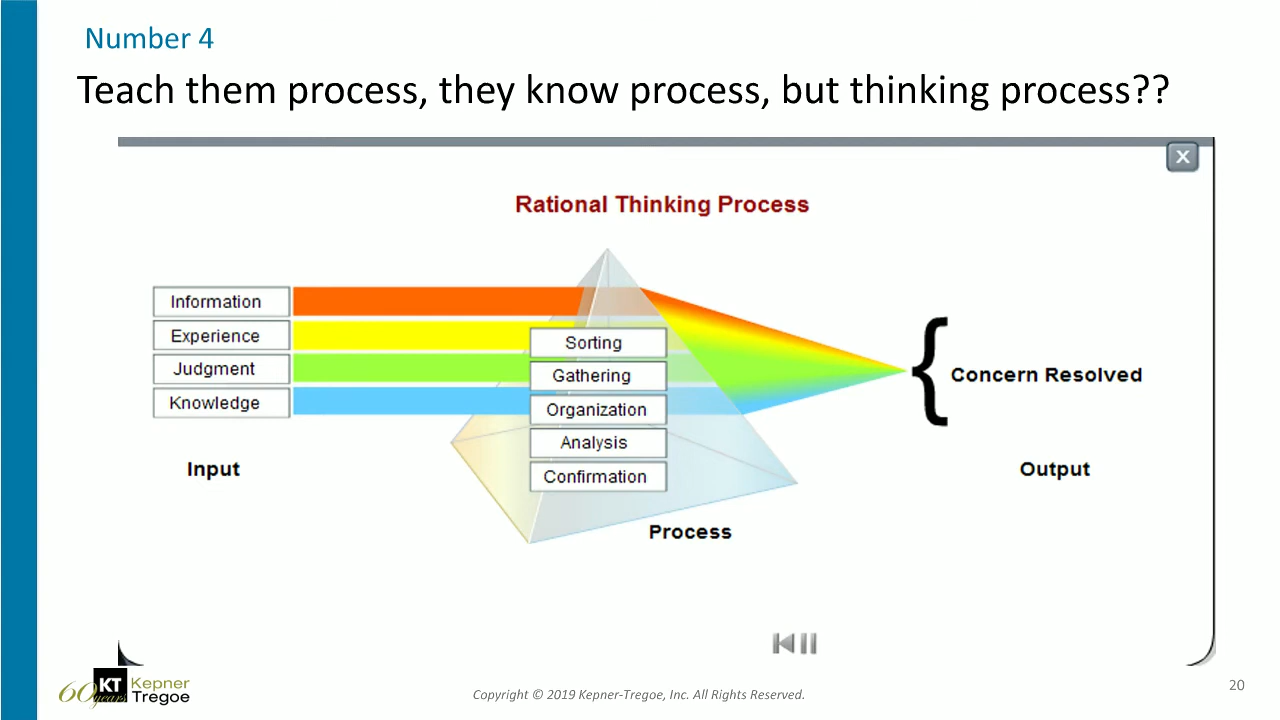 Number 4
Teach them process, they know process, but thinking process??
X
Rational Thinking Process
Information
Experience
Judgment
Knowledge
Input
Sorting
Gathering
Organization
Analysis
Confirmation
Process
Concern Resolved
Output
60 years
KT
Kepner
Tregoe
Copyright © 2019 Kepner-Tregoe, Inc. All Rights Reserved.
20